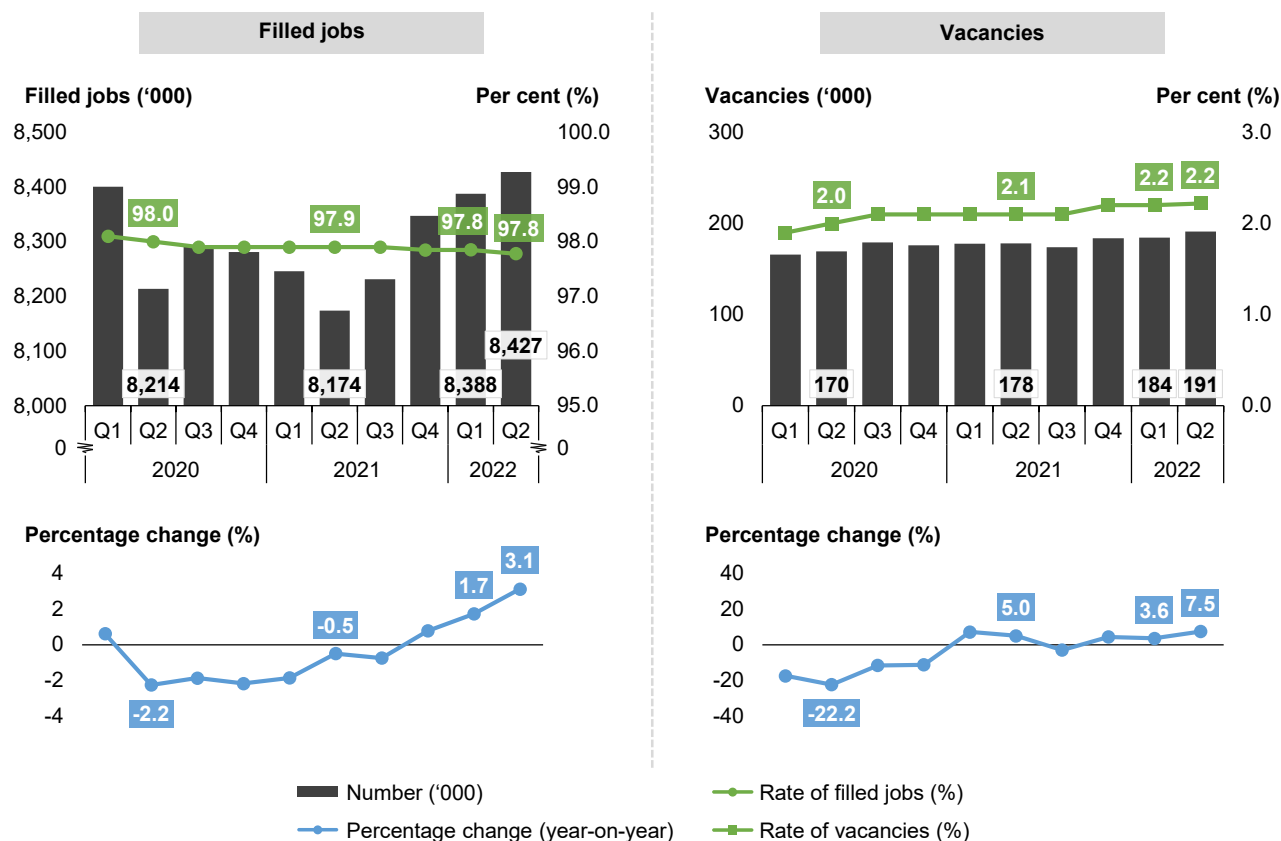 Filled jobs
Filled jobs (‘000) Per cent (%)
8,500 100.0
8,400 99.0
98.0 97.9 97.8 97.8
8,300 98.0
8,200 97.0
8,100 96.0
8,427
8,214 8,174 8,388
8,000 95.0
0 0
Q1 Q2 Q3 Q4 Q1 Q2 Q3 Q4 Q1 Q2
2020 2021 2022
Percentage change (%)
4
2
0
-2
-4
3.1
1.7
-0.5
-2.2
Vacancies
Vacancies (‘000) Per cent (%)
300 3.0
2.0 2.1 2.2 2.2
200 2.0
100 1.0
170 178 184 191
0 0.0
Q1 Q2 Q3 Q4 Q1 Q2 Q3 Q4 Q1 Q2
2020 2021 2022
Percentage change (%)
40
20
0
-20
-40
5.0 3.6 7.5
-22.2
Number (‘000)
Rate of filled jobs (%)
Percentage change (year-on-year)
Rate of vacancies (%)